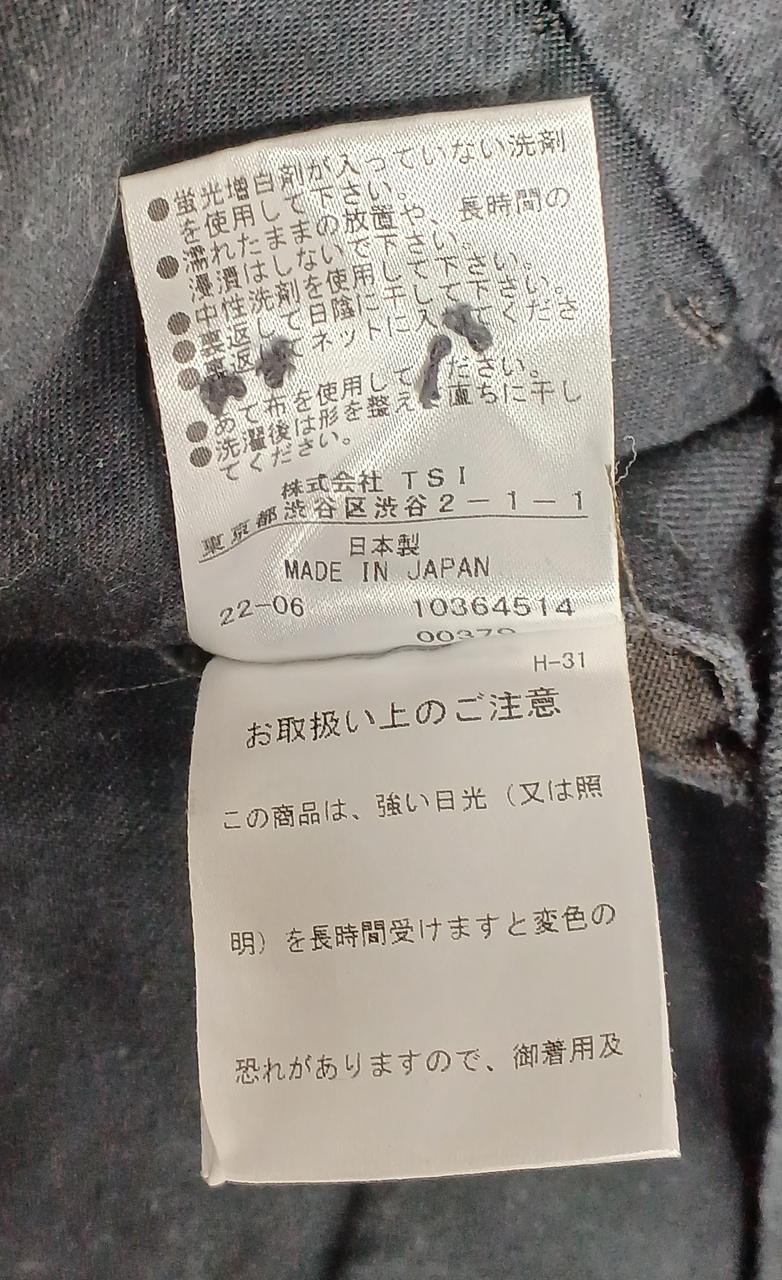 ●蛍光増白剤が入っていない洗剤
を使用して下さい。
●濡れたままの放置や、長時間の
浸漬はしないで下さい。
●中性洗剤を使用して下さい。
●裏返して日陰に干して下さい。
●裏返して ネットに入れてくださ
ださい。
●あて布を使用して
●洗濯後は形を整え 直ちに干し
てください。
株式会社 TSI
東京都渋谷区渋谷2-1-1
日本製
MADE IN JAPAN
22-06 10364514
00379
H-31
お取扱い上のご注意
この商品は、強い日光（又は照
明）を長時間受けますと変色の
恐れがありますので、御着用及